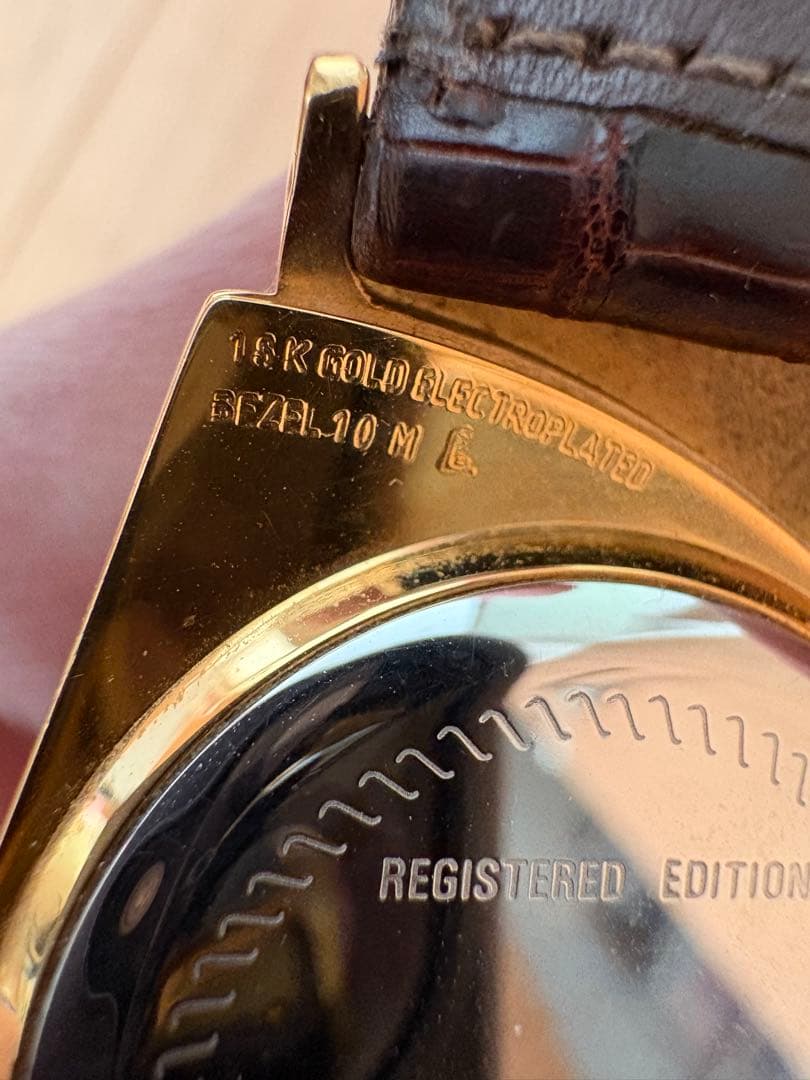 18K GOLD ELECTROPLATED
BEZEL 10 M G.
REGISTERED EDITION